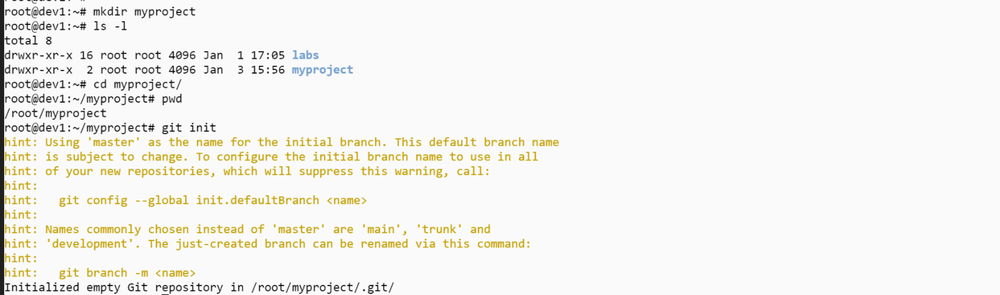 root@dev1:~# mkdir myproject
root@dev1:~# ls -l
total 8
drwxr-xr-x 16 root root 4096 Jan  1 17:05 labs
drwxr-xr-x  2 root root 4096 Jan  3 15:56 myproject
root@dev1:~# cd myproject/
root@dev1:~/myproject# pwd
/root/myproject
root@dev1:~/myproject# git init
hint: Using 'master' as the name for the initial branch. This default branch name
hint: is subject to change. To configure the initial branch name to use in all
hint: of your new repositories, which will suppress this warning, call:
hint:
hint:   git config --global init.defaultBranch <name>
hint:
hint: Names commonly chosen instead of 'master' are 'main', 'trunk' and
hint: 'development'. The just-created branch can be renamed via this command:
hint:
hint:   git branch -m <name>
Initialized empty Git repository in /root/myproject/.git/